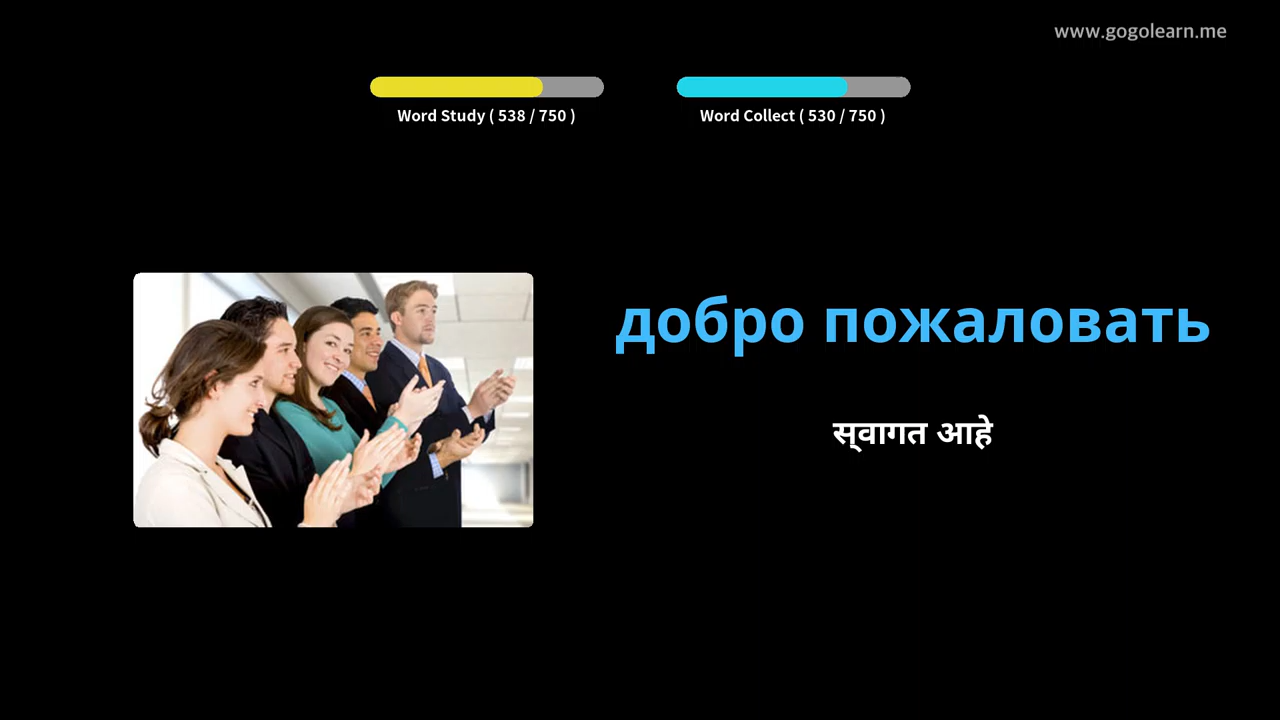 www.gogolearn.me
Word Study ( 538 / 750 )
Word Collect ( 530 / 750 )
добро пожаловать
स्वागत आहे